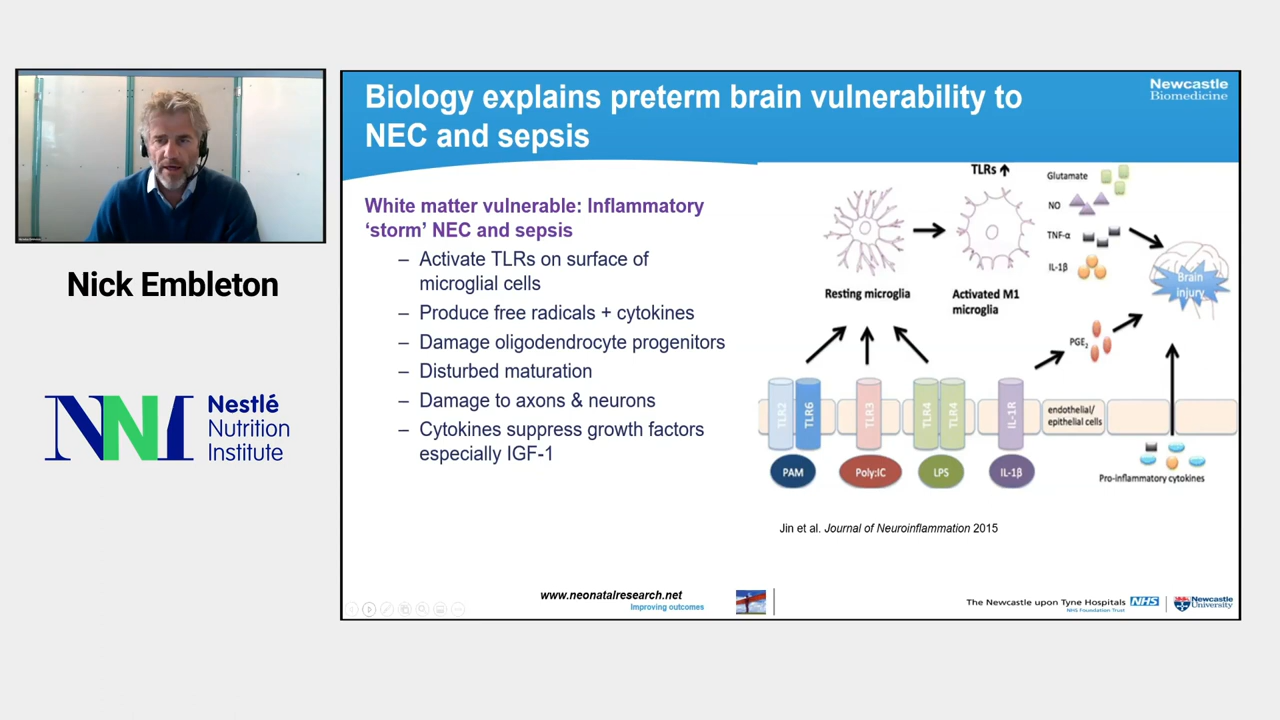 Biology explains preterm brain vulnerability to
NEC and sepsis
Newcastle
Biomedicine
Nick Embleton
NNI
Nestlé
Nutrition
Institute
White matter vulnerable: Inflammatory
‘storm’ NEC and sepsis
– Activate TLRs on surface of
microglial cells
– Produce free radicals + cytokines
– Damage oligodendrocyte progenitors
– Disturbed maturation
– Damage to axons & neurons
– Cytokines suppress growth factors
especially IGF-1
TLRs
Glutamate
NO
TNF-α
IL-1β
Brain
injury
Resting microglia
Activated M1
microglia
PGE₂
TLR2
TLR6
TLR3
TLR4
TLR4
IL-1R
endothelial/
epithelial cells
PAM
Poly:IC
LPS
IL-1β
Pro-inflammatory cytokines
Jin et al. Journal of Neuroinflammation 2015
www.neonatalresearch.net
Improving outcomes
The Newcastle upon Tyne Hospitals NHS
NHS Foundation Trust
Newcastle
University